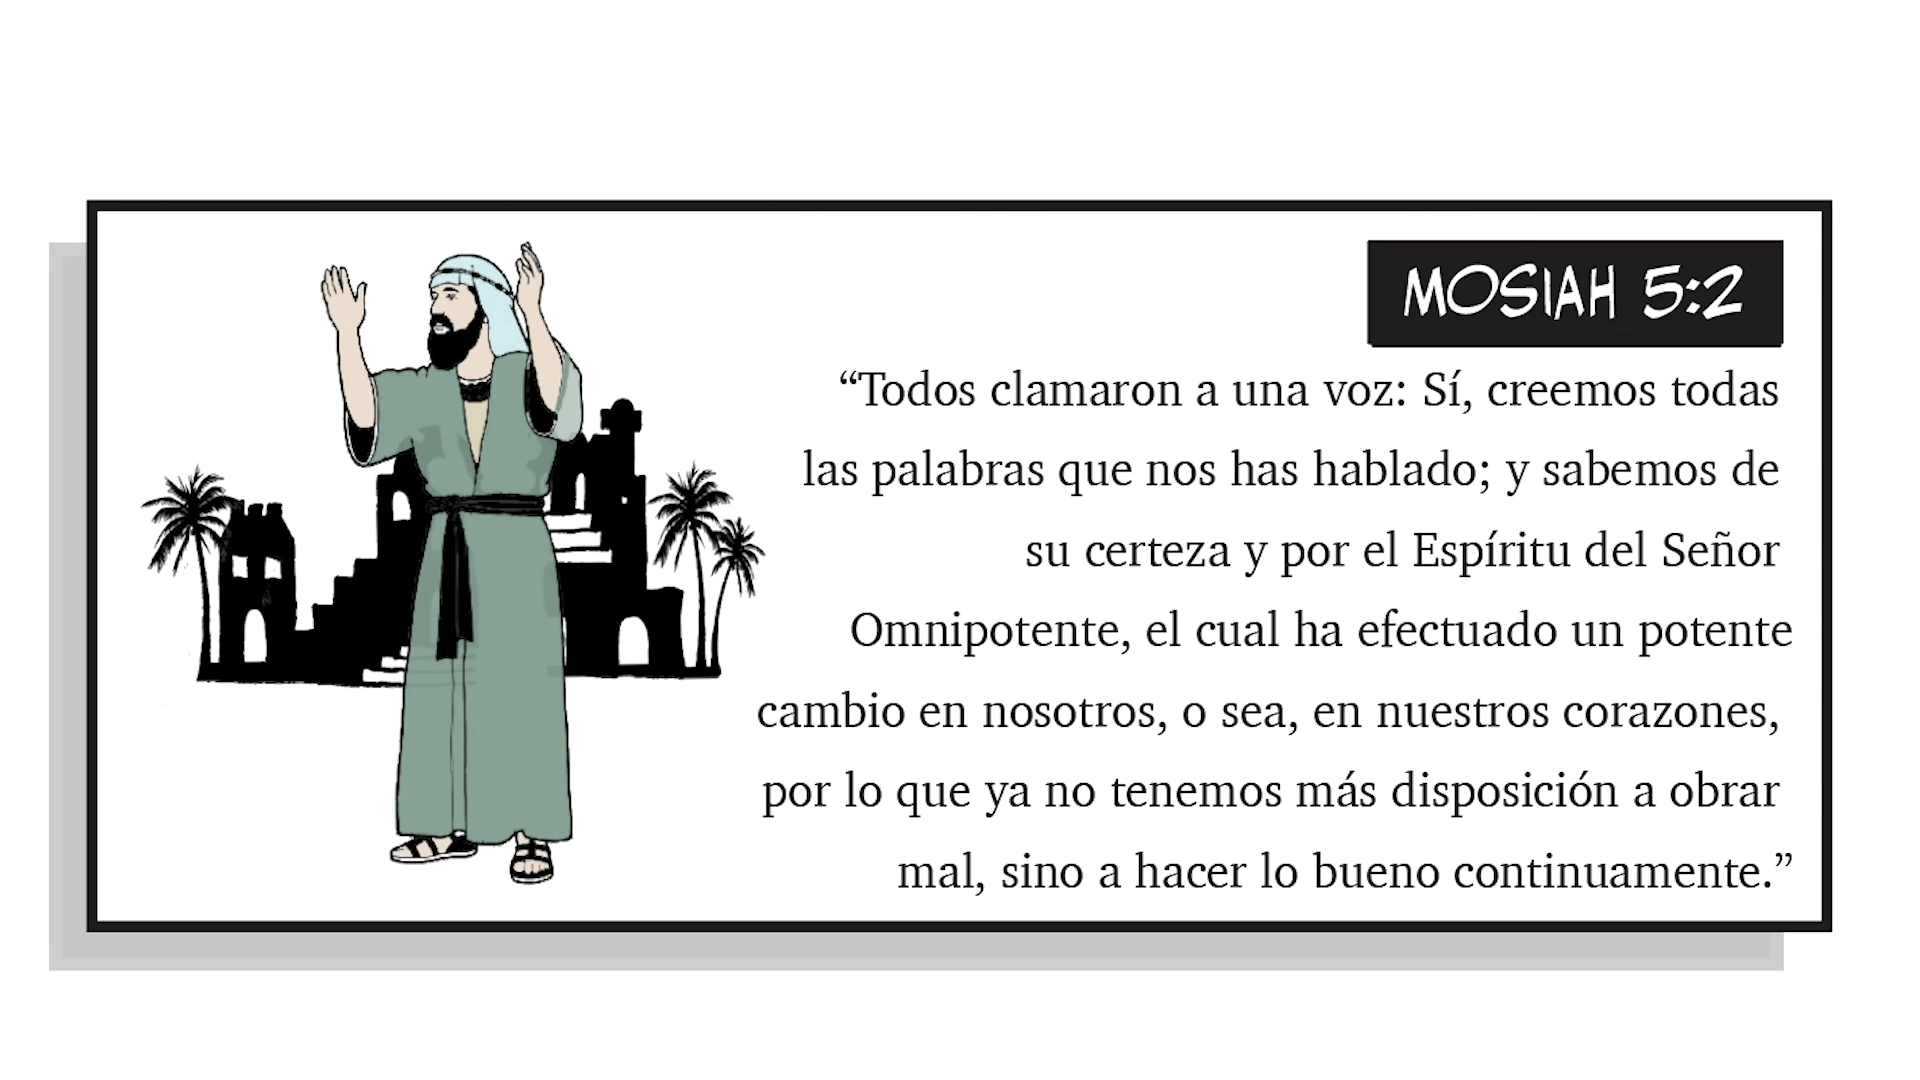 MOSIAH 5:2
“Todos clamaron a una voz: Sí, creemos todas
las palabras que nos has hablado; y sabemos de
su certeza y por el Espíritu del Señor
Omnipotente, el cual ha efectuado un potente
cambio en nosotros, o sea, en nuestros corazones,
por lo que ya no tenemos más disposición a obrar
mal, sino a hacer lo bueno continuamente.”